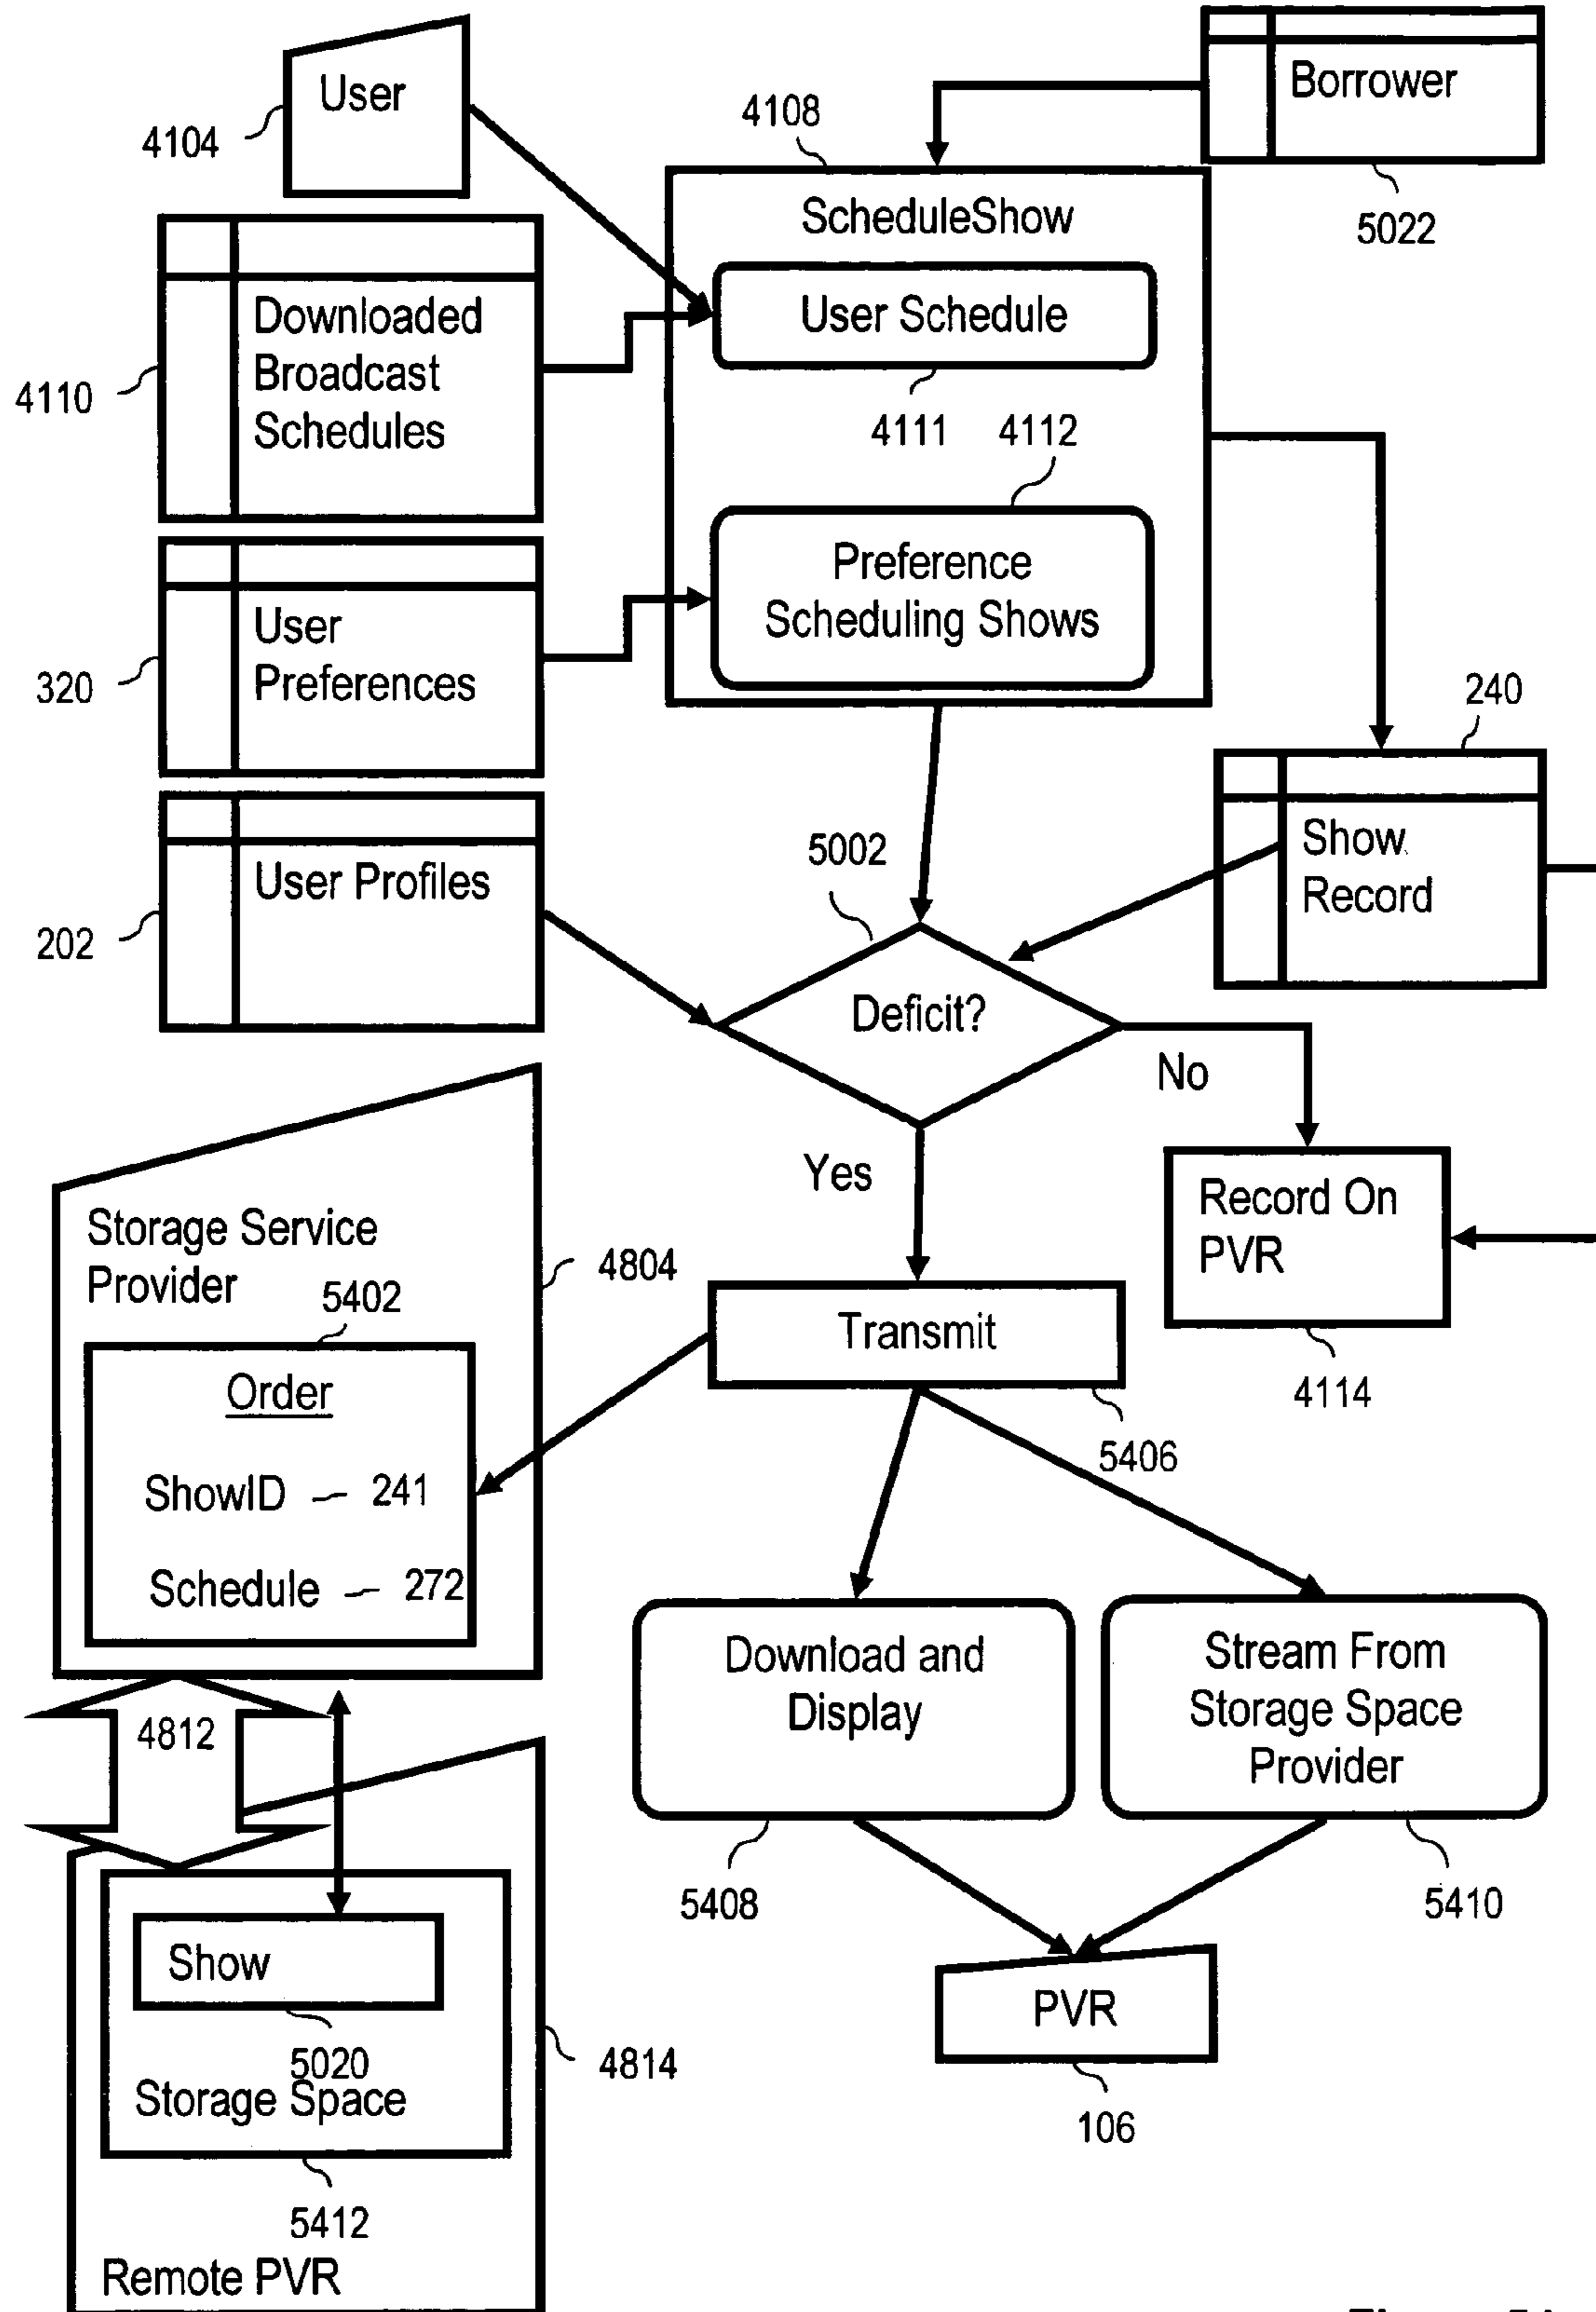 User
4104
Borrower
5022
4108
ScheduleShow
User Schedule
4111
4112
Preference
Scheduling Shows
Downloaded
Broadcast
Schedules
4110
User
Preferences
320
User Profiles
202
240
Show
Record
5002
Deficit?
No
Yes
Record On
PVR
4114
Storage Service
Provider
4804
5402
Order
ShowID
241
Schedule
272
Transmit
5406
Download and
Display
5408
Stream From
Storage Space
Provider
5410
PVR
106
4812
Show
5020
Storage Space
5412
4814
Remote PVR